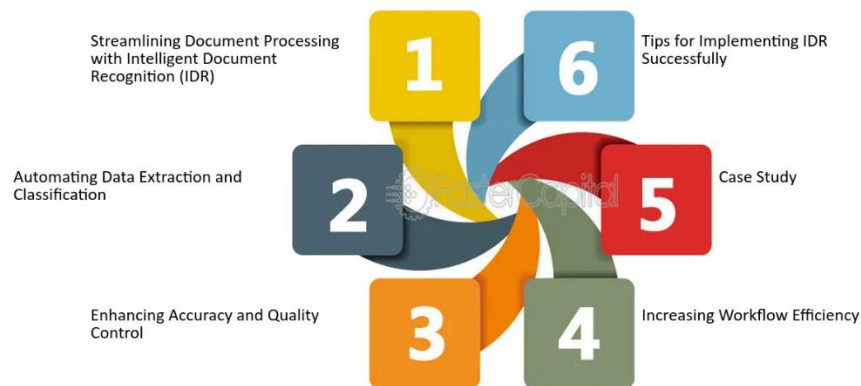 1
Streamlining Document Processing
with Intelligent Document
Recognition (IDR)
2
Automating Data Extraction and
Classification
3
Enhancing Accuracy and Quality
Control
4
Increasing Workflow Efficiency
5
Case Study
6
Tips for Implementing IDR
Successfully
FasterCapital